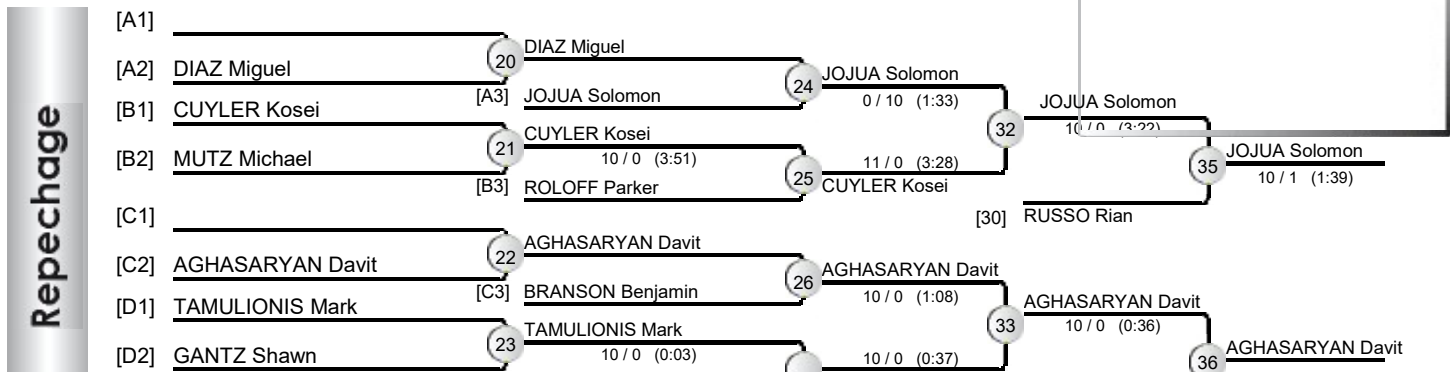 Repechage
[A1]
[A2] DIAZ Miguel
[B1] CUYLER Kosei
[B2] MUTZ Michael
[C1]
[C2] AGHASARYAN Davit
[D1] TAMULIONIS Mark
[D2] GANTZ Shawn
20
DIAZ Miguel
[A3] JOJUA Solomon
21
CUYLER Kosei
10 / 0 (3:51)
[B3] ROLOFF Parker
22
AGHASARYAN Davit
[C3] BRANSON Benjamin
23
TAMULIONIS Mark
10 / 0 (0:03)
24
JOJUA Solomon
0 / 10 (1:33)
25
11 / 0 (3:28)
CUYLER Kosei
26
AGHASARYAN Davit
10 / 0 (1:08)
10 / 0 (0:37)
32
JOJUA Solomon
10 / 0 (3:22)
[30] RUSSO Rian
33
AGHASARYAN Davit
10 / 0 (0:36)
35
JOJUA Solomon
10 / 1 (1:39)
36
AGHASARYAN Davit